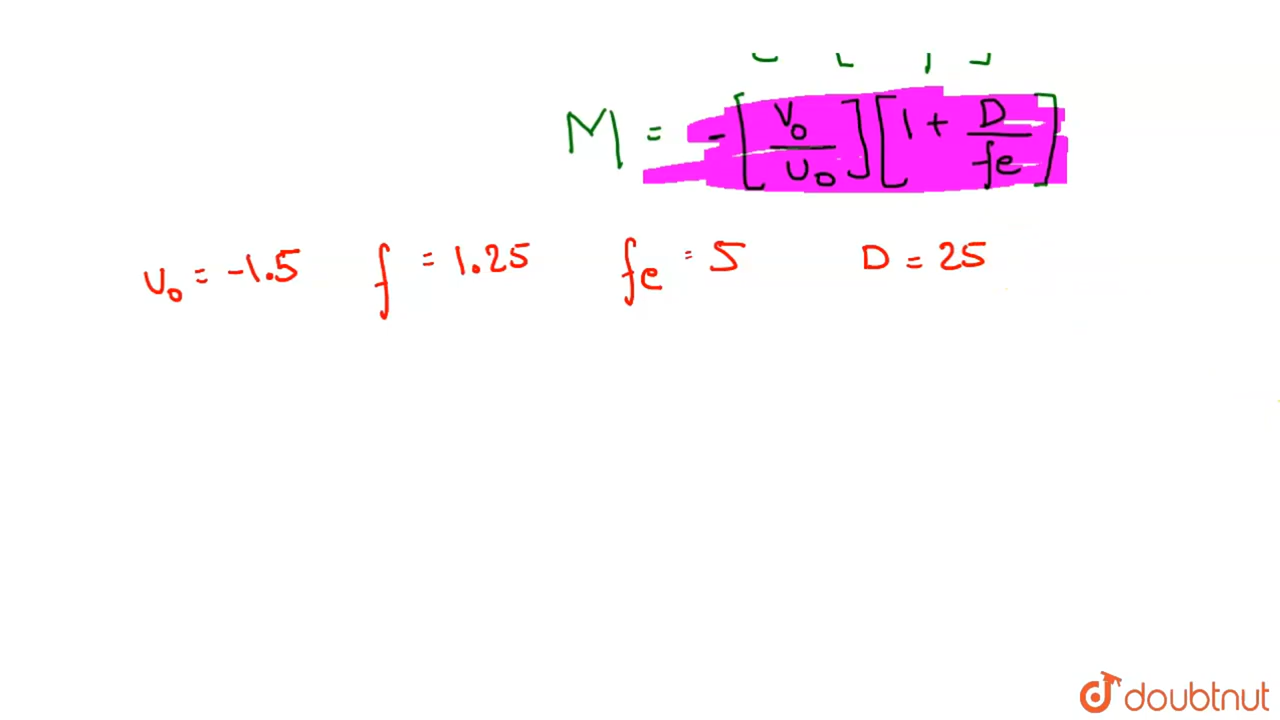 M = - [v₀/u₀] [1 + D/fe]
u₀ = -1.5 f = 1.25 fe = 5 D = 25
doubtnut